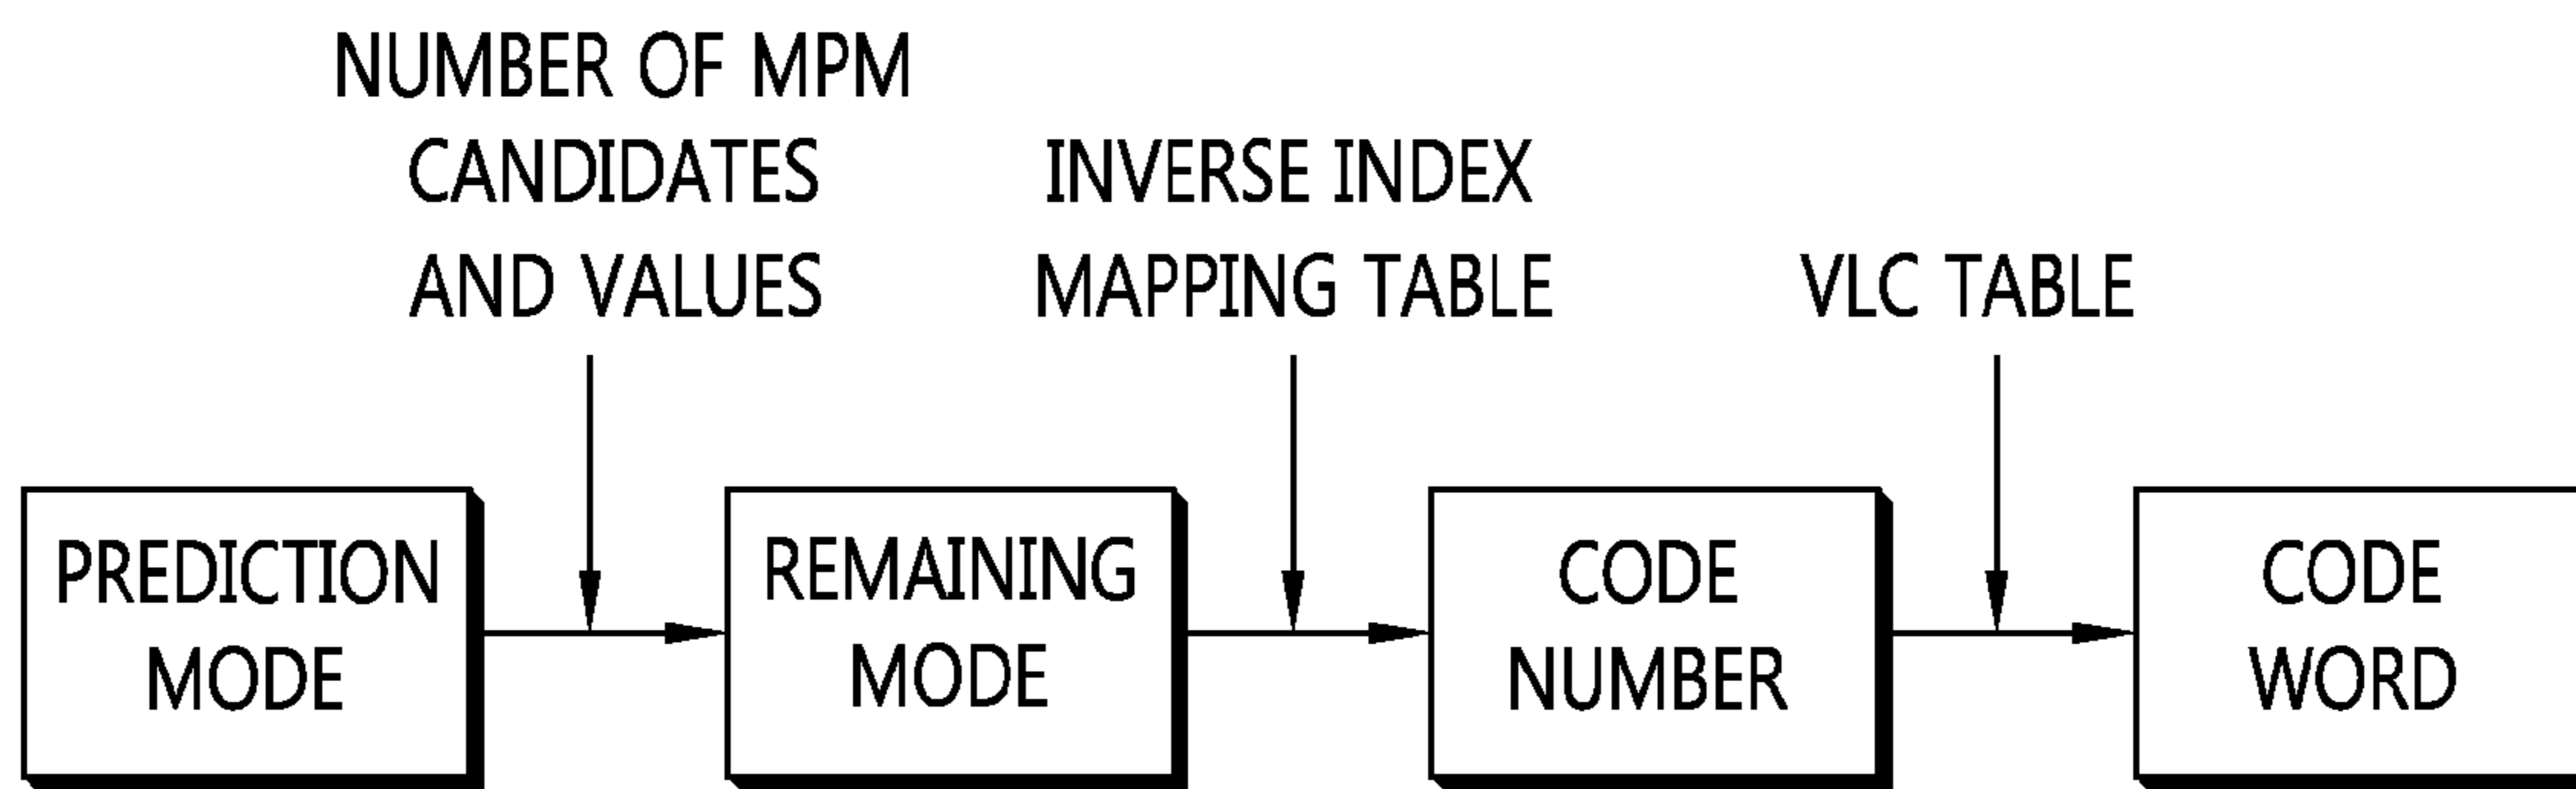 NUMBER OF MPM
CANDIDATES
AND VALUES
INVERSE INDEX
MAPPING TABLE
VLC TABLE
PREDICTION
MODE
REMAINING
MODE
CODE
NUMBER
CODE
WORD